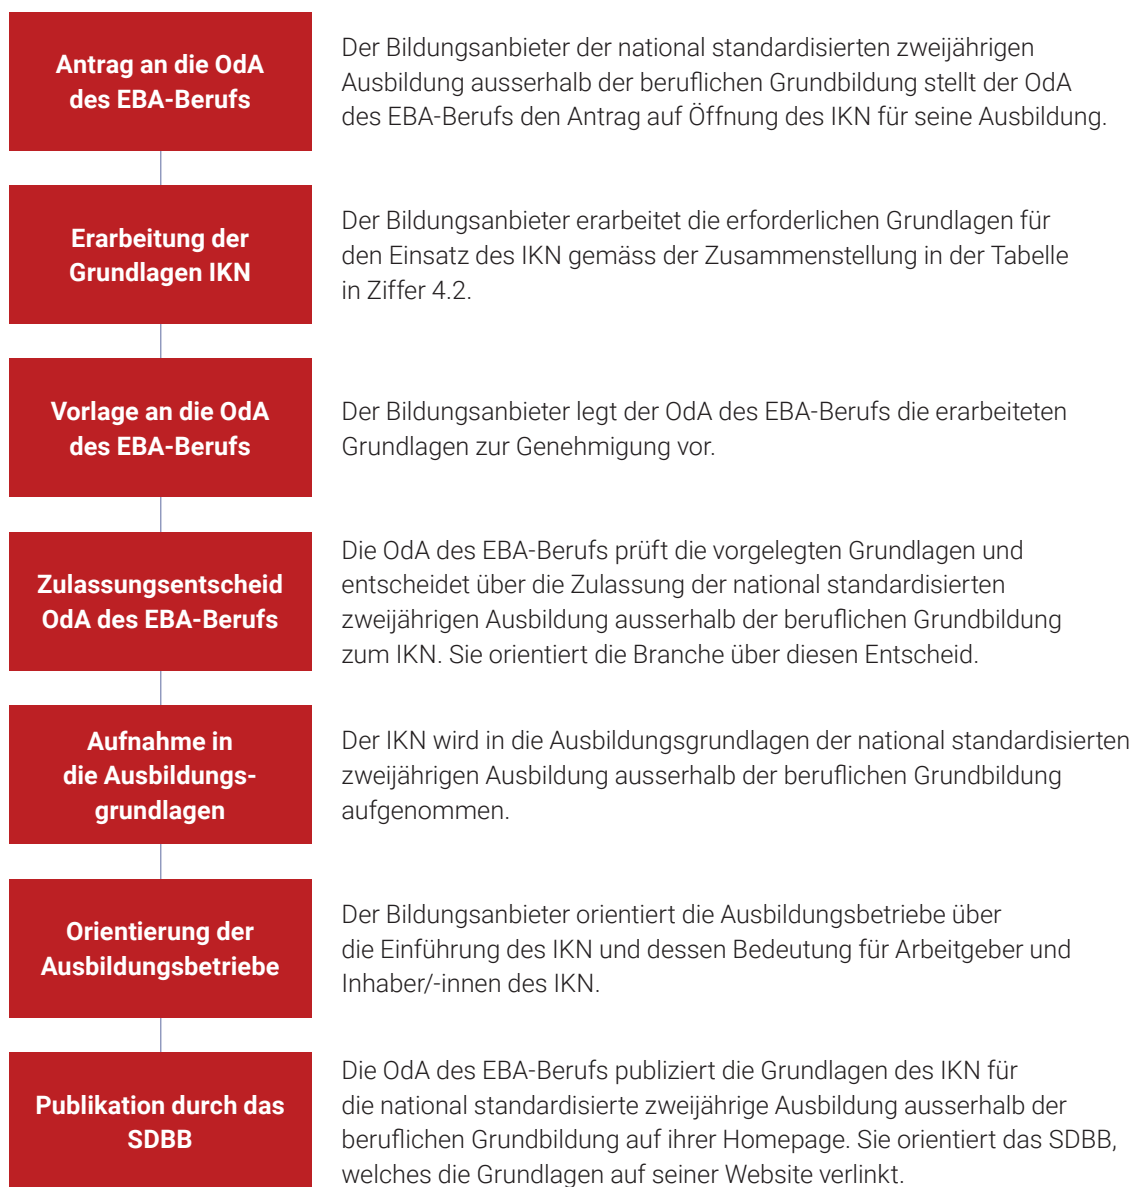 Antrag an die OdA
des EBA-Berufs
Der Bildungsanbieter der national standardisierten zweijährigen
Ausbildung ausserhalb der beruflichen Grundbildung stellt der OdA
des EBA-Berufs den Antrag auf Öffnung des IKN für seine Ausbildung.
Erarbeitung der
Grundlagen IKN
Der Bildungsanbieter erarbeitet die erforderlichen Grundlagen für
den Einsatz des IKN gemäss der Zusammenstellung in der Tabelle
in Ziffer 4.2.
Vorlage an die OdA
des EBA-Berufs
Der Bildungsanbieter legt der OdA des EBA-Berufs die erarbeiteten
Grundlagen zur Genehmigung vor.
Zulassungsentscheid
OdA des EBA-Berufs
Die OdA des EBA-Berufs prüft die vorgelegten Grundlagen und
entscheidet über die Zulassung der national standardisierten
zweijährigen Ausbildung ausserhalb der beruflichen Grundbildung
zum IKN. Sie orientiert die Branche über diesen Entscheid.
Aufnahme in
die Ausbildungs-
grundlagen
Der IKN wird in die Ausbildungsgrundlagen der national standardisierten
zweijährigen Ausbildung ausserhalb der beruflichen Grundbildung
aufgenommen.
Orientierung der
Ausbildungsbetriebe
Der Bildungsanbieter orientiert die Ausbildungsbetriebe über
die Einführung des IKN und dessen Bedeutung für Arbeitgeber und
Inhaber/-innen des IKN.
Publikation durch das
SDBB
Die OdA des EBA-Berufs publiziert die Grundlagen des IKN für
die national standardisierte zweijährige Ausbildung ausserhalb der
beruflichen Grundbildung auf ihrer Homepage. Sie orientiert das SDBB,
welches die Grundlagen auf seiner Website verlinkt.